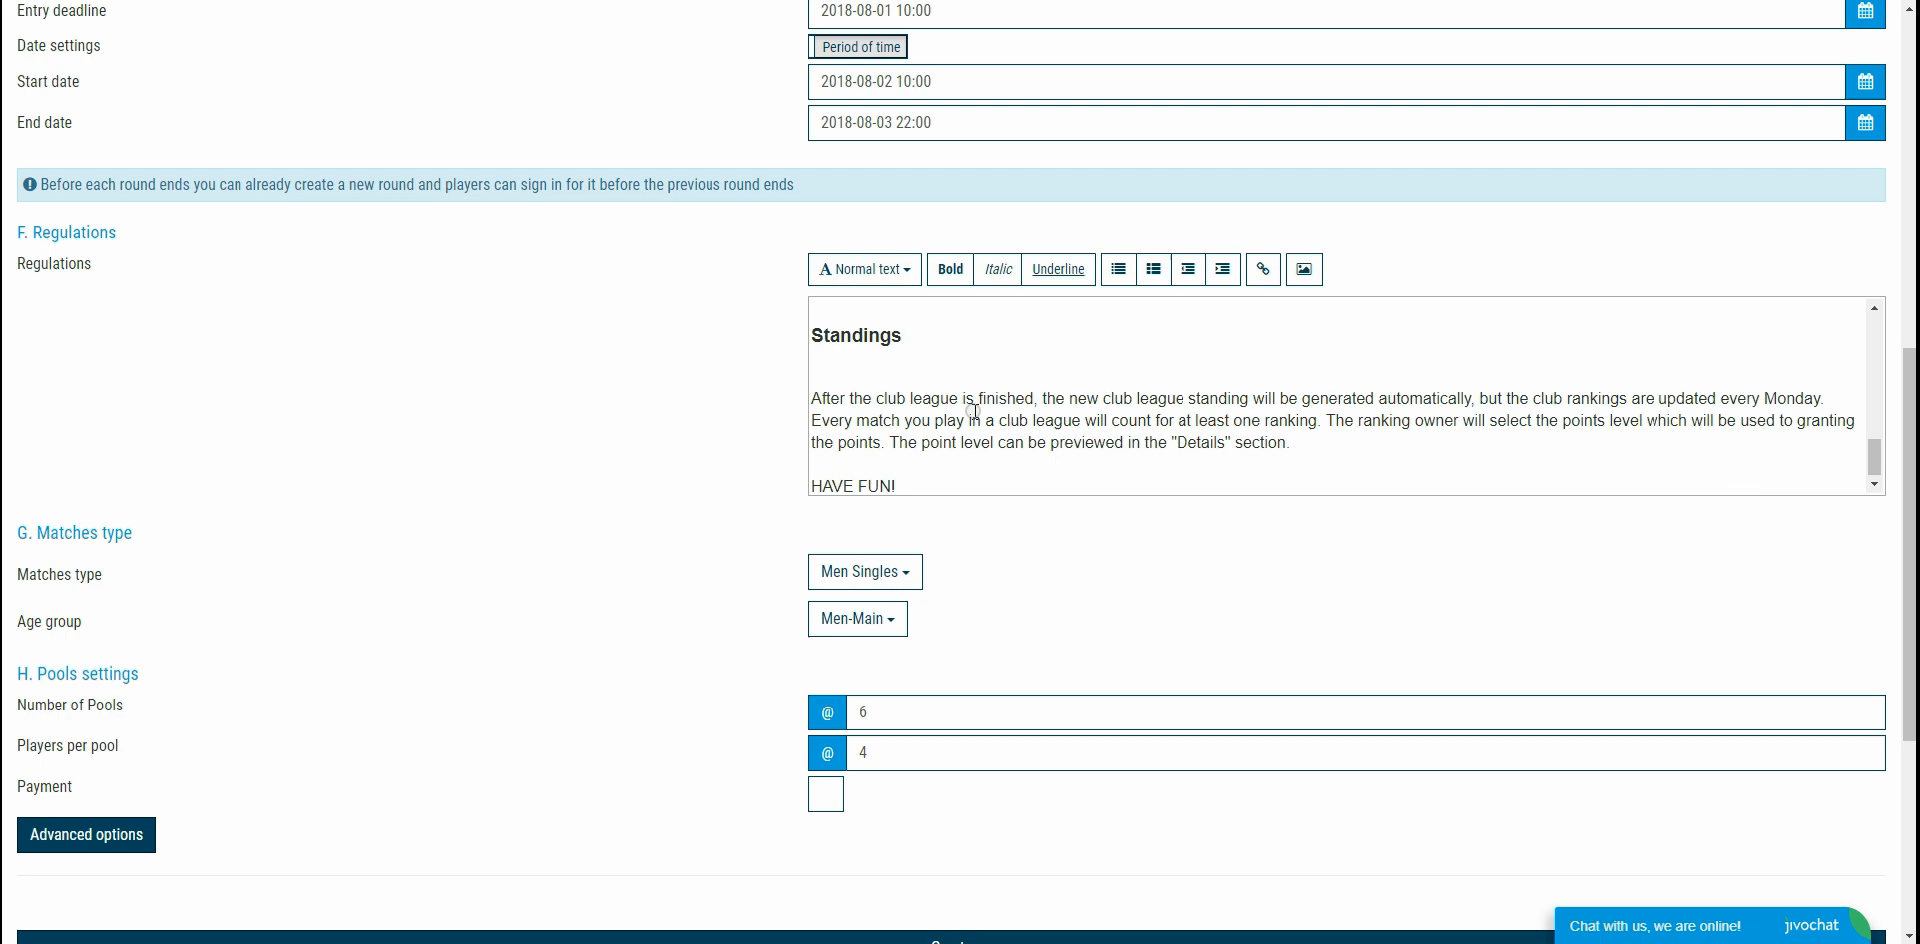 Entry deadline
2018-08-01 10:00
Date settings
Period of time
Start date
2018-08-02 10:00
End date
2018-08-03 22:00
Before each round ends you can already create a new round and players can sign in for it before the previous round ends
F. Regulations
Regulations
A Normal text Bold Italic Underline
Standings
After the club league is finished, the new club league standing will be generated automatically, but the club rankings are updated every Monday.
Every match you play in a club league will count for at least one ranking. The ranking owner will select the points level which will be used to granting
the points. The point level can be previewed in the "Details" section.
HAVE FUN!
G. Matches type
Matches type
Men Singles
Age group
Men-Main
H. Pools settings
Number of Pools
@ 6
Players per pool
@ 4
Payment
Advanced options
Chat with us, we are online! jivochat